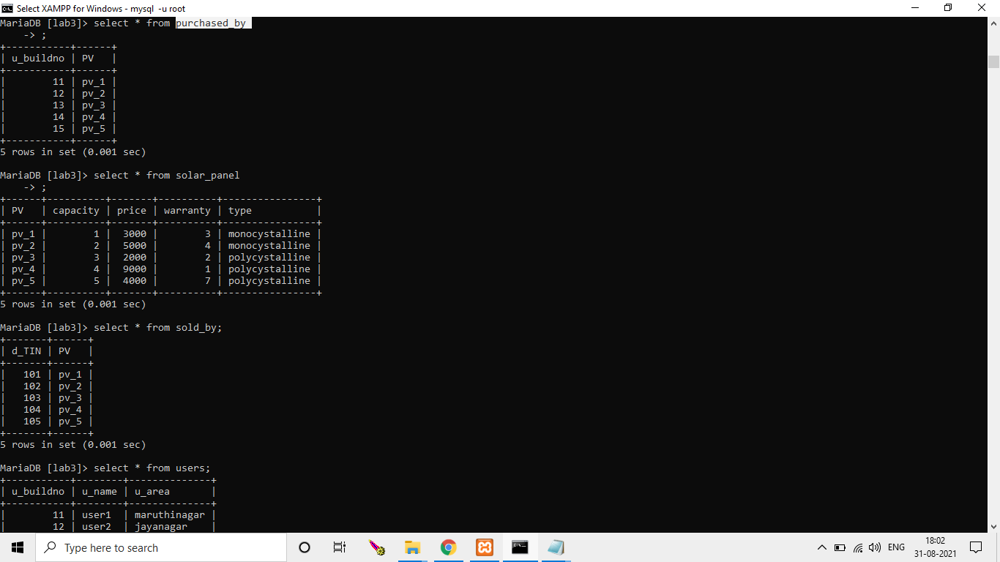 Select XAMPP for Windows - mysql  -u root
MariaDB [lab3]> select * from purchased_by
    -> ;
+-----------+------+
| u_buildno | PV   |
+-----------+------+
|        11 | pv_1 |
|        12 | pv_2 |
|        13 | pv_3 |
|        14 | pv_4 |
|        15 | pv_5 |
+-----------+------+
5 rows in set (0.001 sec)
MariaDB [lab3]> select * from solar_panel
    -> ;
+------+----------+-------+----------+----------------+
| PV   | capacity | price | warranty | type           |
+------+----------+-------+----------+----------------+
| pv_1 |        1 |  3000 |        3 | monocystalline |
| pv_2 |        2 |  5000 |        4 | monocystalline |
| pv_3 |        3 |  2000 |        2 | polycystalline |
| pv_4 |        4 |  9000 |        1 | polycystalline |
| pv_5 |        5 |  4000 |        7 | polycystalline |
+------+----------+-------+----------+----------------+
5 rows in set (0.001 sec)
MariaDB [lab3]> select * from sold_by;
+-------+------+
| d_TIN | PV   |
+-------+------+
|   101 | pv_1 |
|   102 | pv_2 |
|   103 | pv_3 |
|   104 | pv_4 |
|   105 | pv_5 |
+-------+------+
5 rows in set (0.001 sec)
MariaDB [lab3]> select * from users;
+-----------+--------+--------------+
| u_buildno | u_name | u_area       |
+-----------+--------+--------------+
|        11 | user1  | maruthinagar |
|        12 | user2  | jayanagar    |
Type here to search
ENG
18:02
31-08-2021